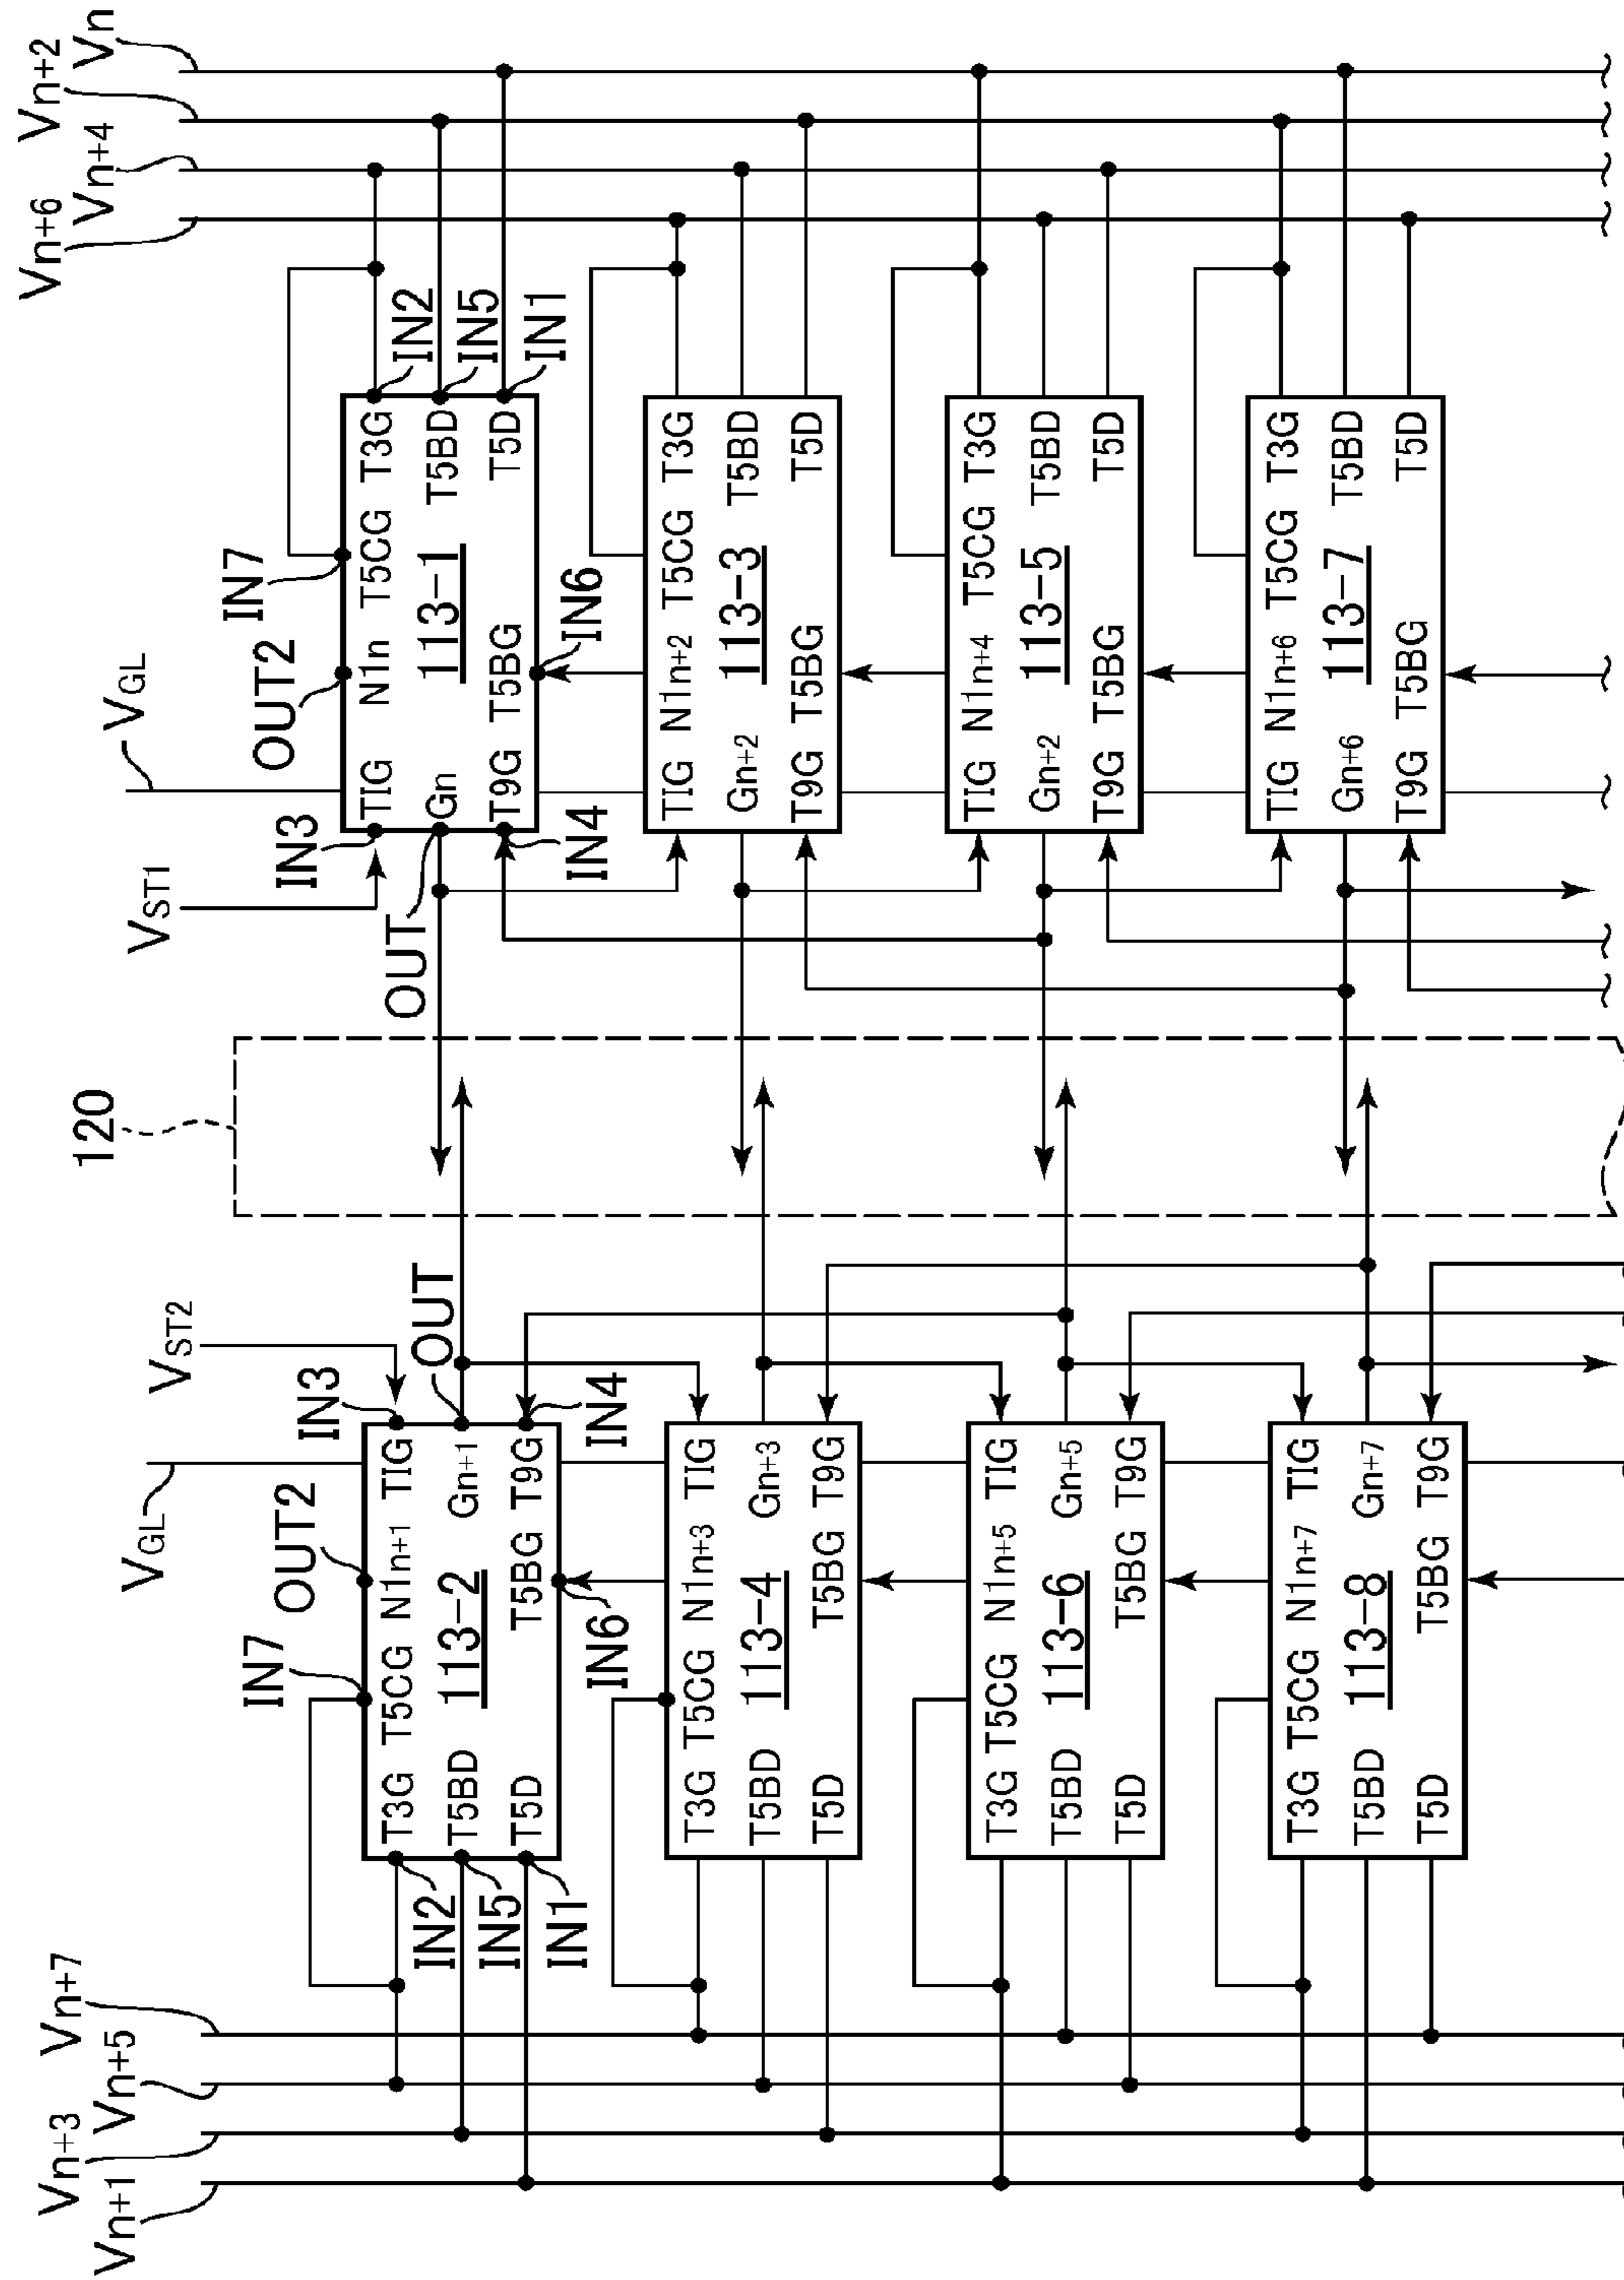 Vn+6
Vn+4
Vn+2
Vn
VGL
VST1
IN3
OUT2
IN7
TIG N1n T5CG T3G
Gn 113-1 T5BD
T9G T5BG T5D
IN2
IN5
IN1
OUT
IN4
IN6
TIG N1n+2 T5CG T3G
Gn+2 113-3 T5BD
T9G T5BG T5D
TIG N1n+4 T5CG T3G
Gn+2 113-5 T5BD
T9G T5BG T5D
TIG N1n+6 T5CG T3G
Gn+6 113-7 T5BD
T9G T5BG T5D
120
Vn+1
Vn+3
Vn+5
Vn+7
VGL
VST2
IN7
OUT2
IN3
T3G T5CG N1n+1 TIG
T5BD 113-2 Gn+1
T5D T5BG T9G
IN2
IN5
IN1
OUT
IN4
IN6
T3G T5CG N1n+3 TIG
T5BD 113-4 Gn+3
T5D T5BG T9G
T3G T5CG N1n+5 TIG
T5BD 113-6 Gn+5
T5D T5BG T9G
T3G T5CG N1n+7 TIG
T5BD 113-8 Gn+7
T5D T5BG T9G